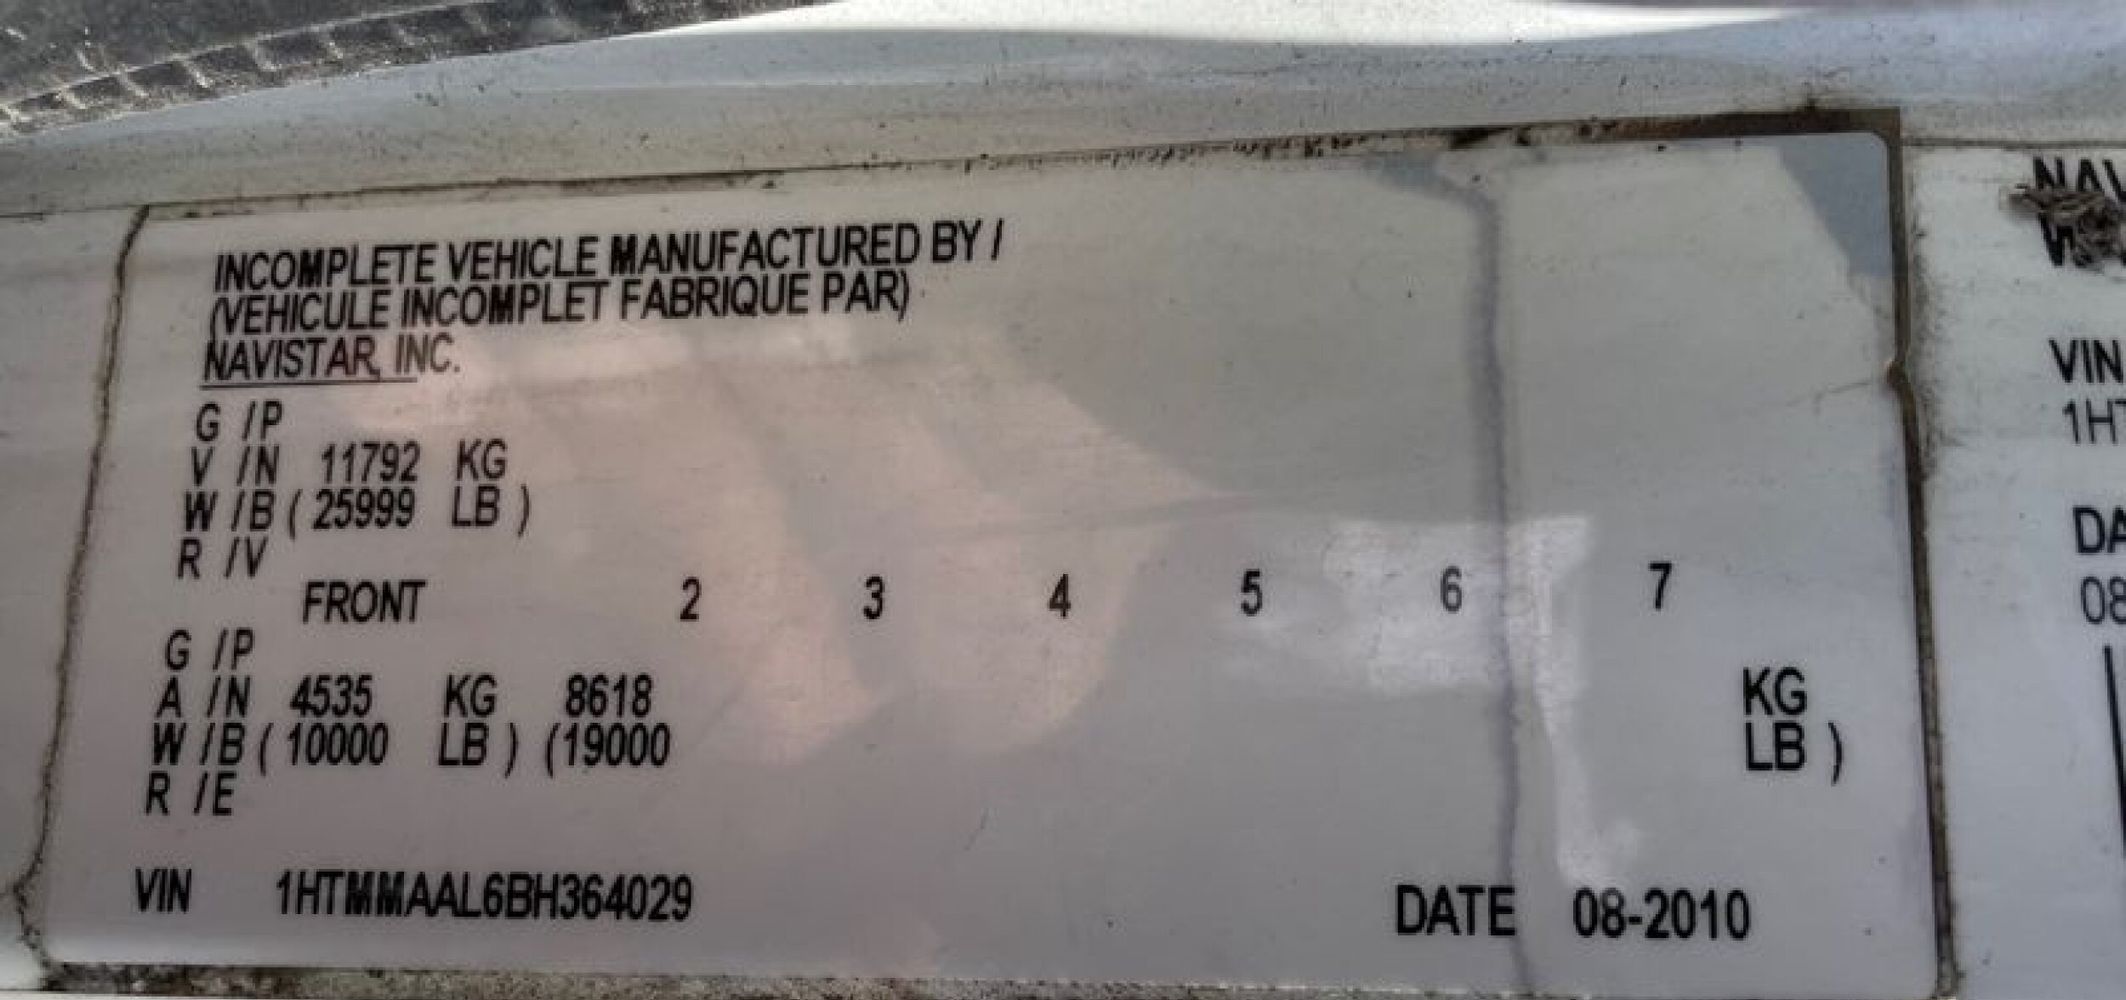 INCOMPLETE VEHICLE MANUFACTURED BY /
(VEHICULE INCOMPLET FABRIQUE PAR)
NAVISTAR, INC.
G /P
V /N 11792 KG
W /B ( 25999 LB )
R /V
FRONT 2 3 4 5 6 7
G /P
A /N 4535 KG 8618 KG
W /B ( 10000 LB ) (19000 LB )
R /E
VIN 1HTMMAAL6BH364029 DATE 08-2010
NAV
VIN
1HT
DA
08